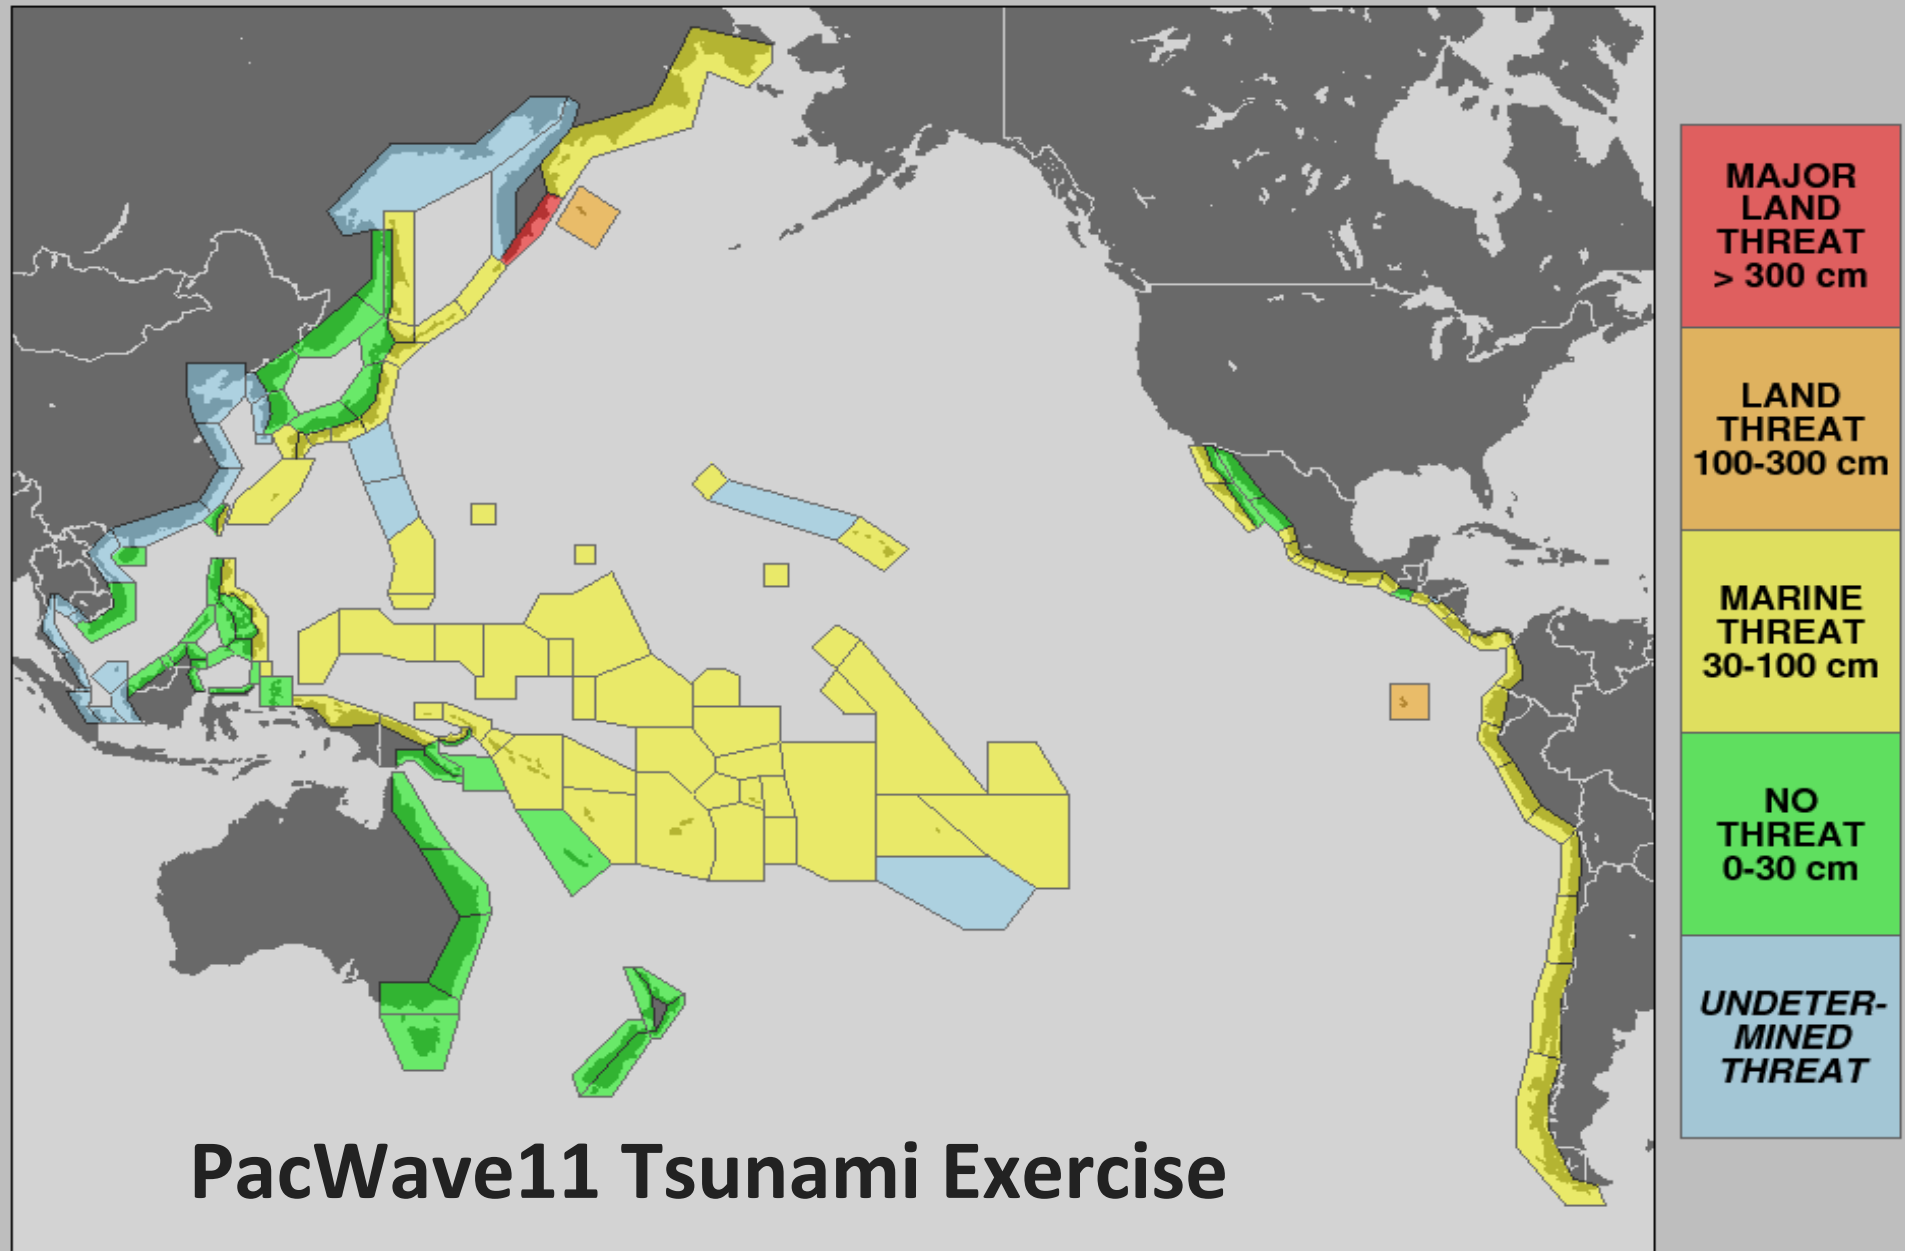 MAJOR
LAND
THREAT
> 300 cm
LAND
THREAT
100-300 cm
MARINE
THREAT
30-100 cm
NO
THREAT
0-30 cm
UNDETER-
MINED
THREAT
PacWave11 Tsunami Exercise